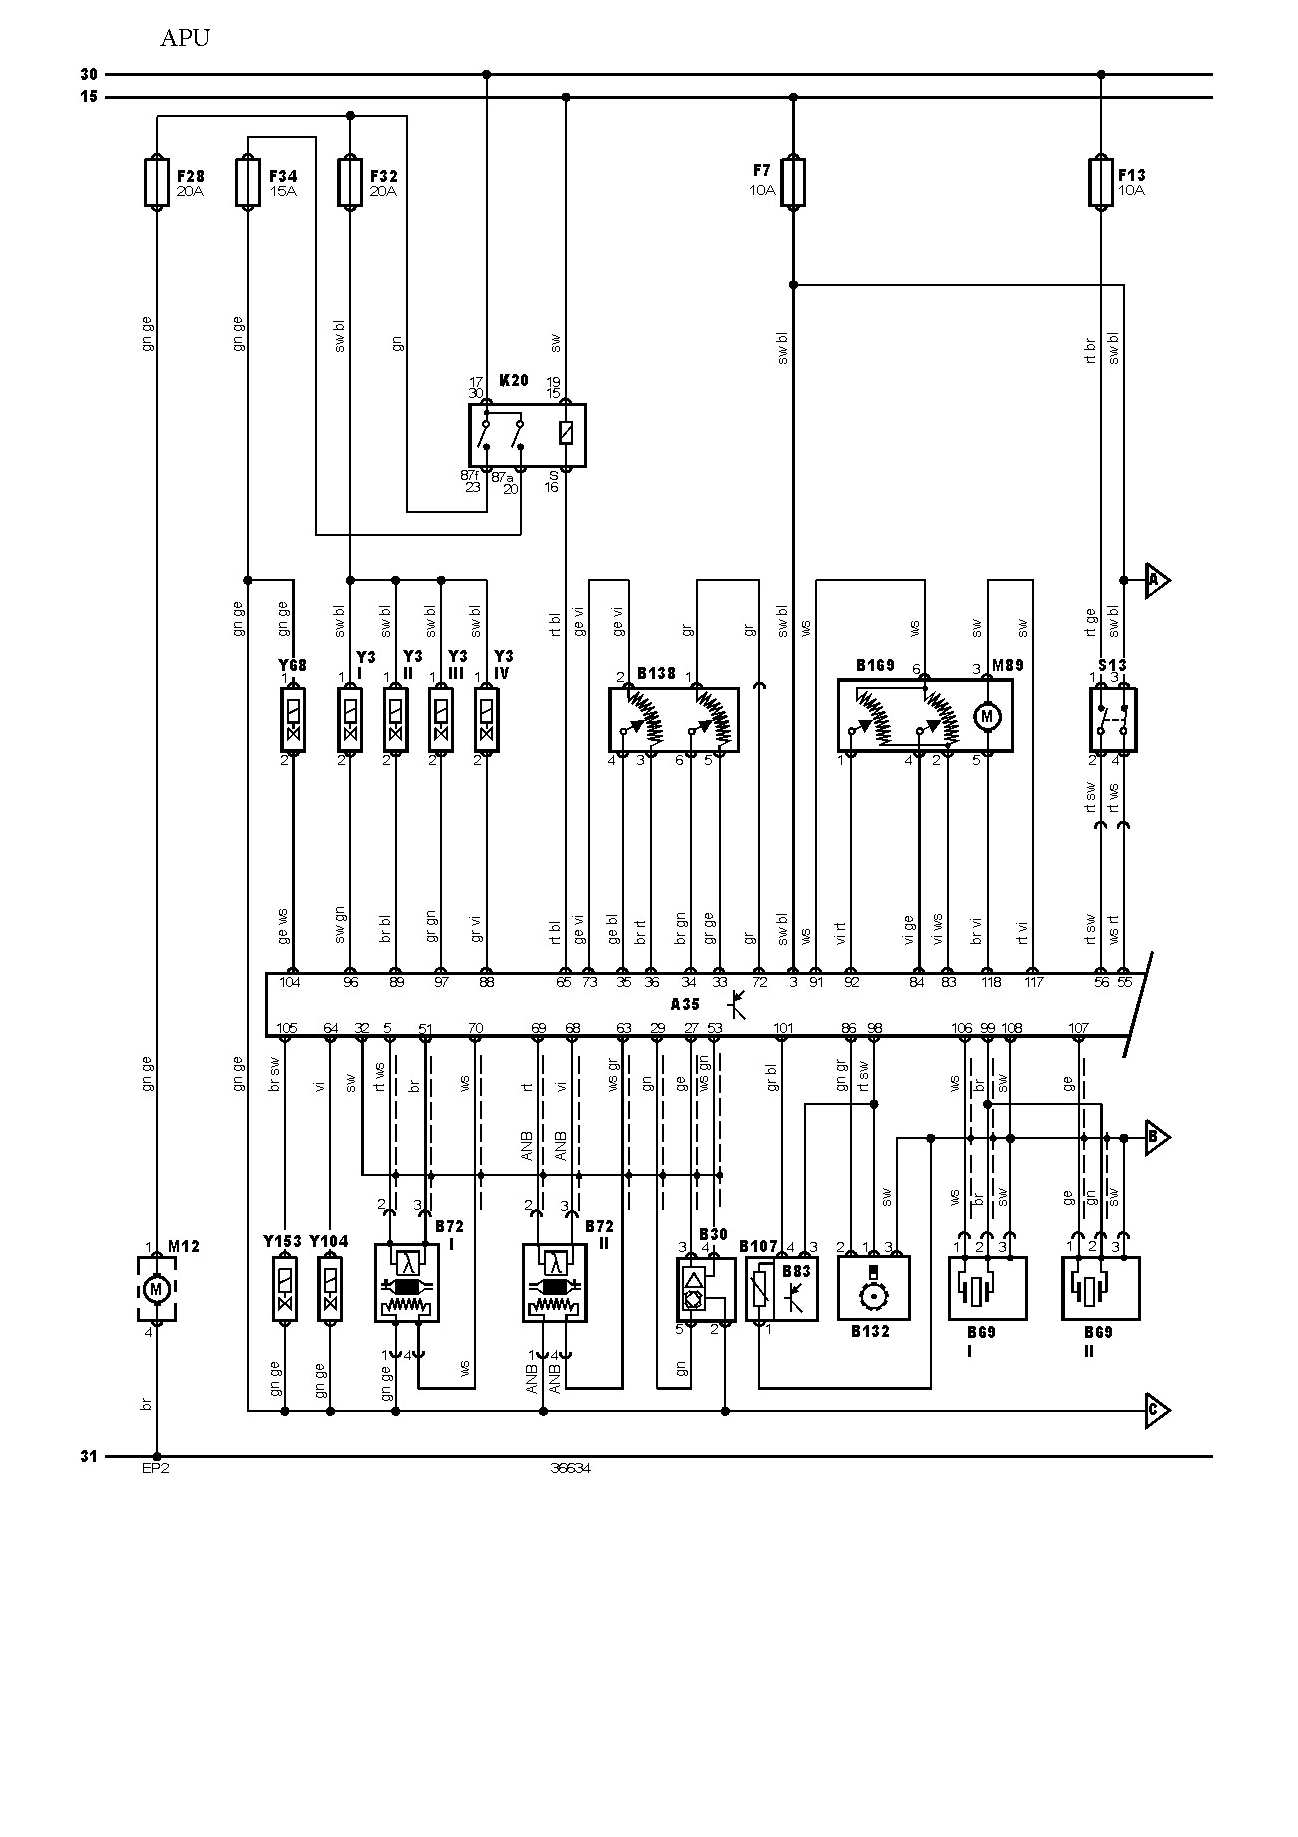 APU
30
15
F28 F34 F32 F7 F13
20A 15A 20A 10A 10A
gn ge gn ge sw bl gn sw sw bl rt br sw bl
17 K20 19
30 15
87f 87a S
23 20 16
A
gn ge gn ge sw bl sw bl sw bl sw bl rt bl ge vi ge vi gr gr sw bl ws ws sw sw rt ge sw bl
Y68 Y3 Y3 Y3 Y3 B138 B169 M89 S13
I II III IV
1 1 1 1 1 2 1 6 3 1 3
M
2 2 2 2 2 4 3 6 5 1 4 2 5 2 4
rt sw rt ws
ge ws sw gn br bl gr gn gr vi rt bl ge vi ge bl br rt br gn gr ge gr sw bl ws vi rt vi ge vi ws br vi rt vi rt sw ws rt
104 96 89 97 88 65 73 35 36 34 33 72 3 91 92 84 83 118 117 56 55
A35
105 64 32 5 51 70 69 68 63 29 27 53 101 86 98 106 99 108 107
gn ge gn ge br sw vi sw rt ws br ws rt vi ws gr gn ge ws gn gr bl gn gr rt sw ws br sw ge
B
ANB ANB
sw ws br sw ge gn sw
2 3 2 3
Y153 Y104 B72 B72 B30 B107
I II
1 M12 3 4 4 3 2 1 3 1 2 3 1 2 3
M λ λ B83
4 5 2 1 B132 B69 B69
I II
1 4 1 4
br gn ge gn ge gn ge ws ANB ANB gn
C
31
EP2 36634